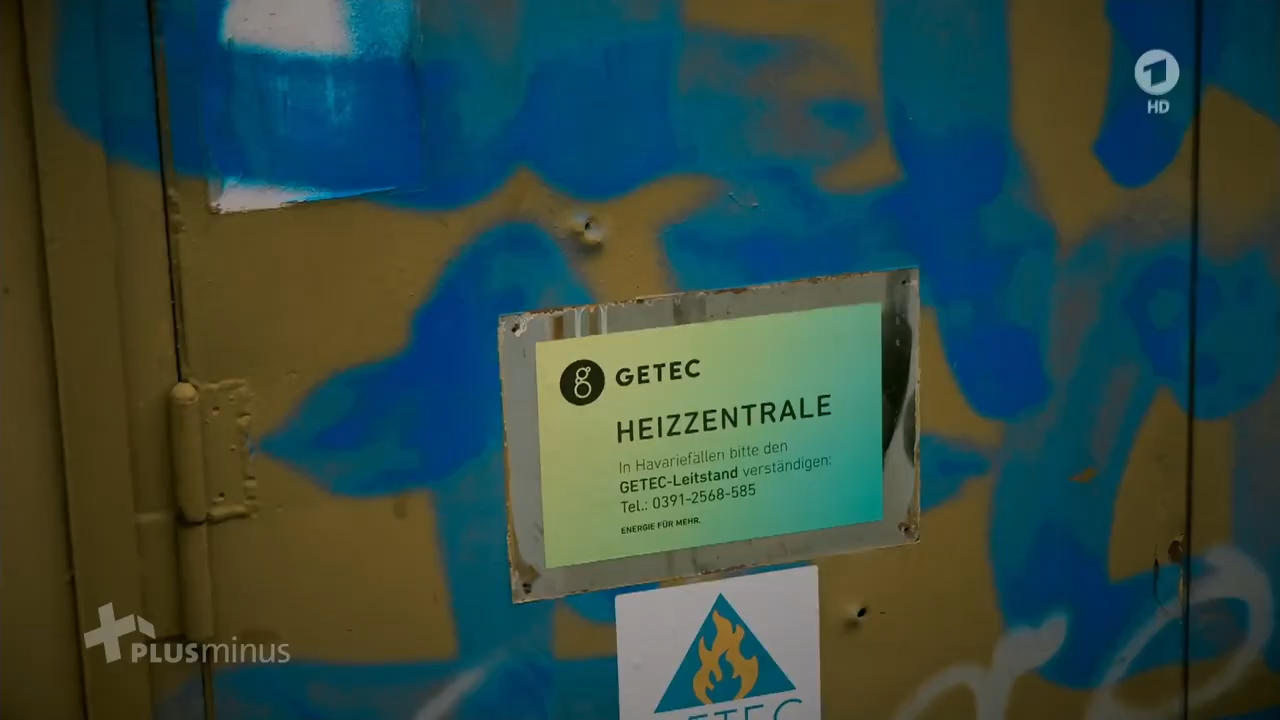 1
HD
g GETEC
HEIZZENTRALE
In Havariefällen bitte den
GETEC-Leitstand verständigen:
Tel.: 0391-2568-585
ENERGIE FÜR MEHR.
GETEC
PLUSminus